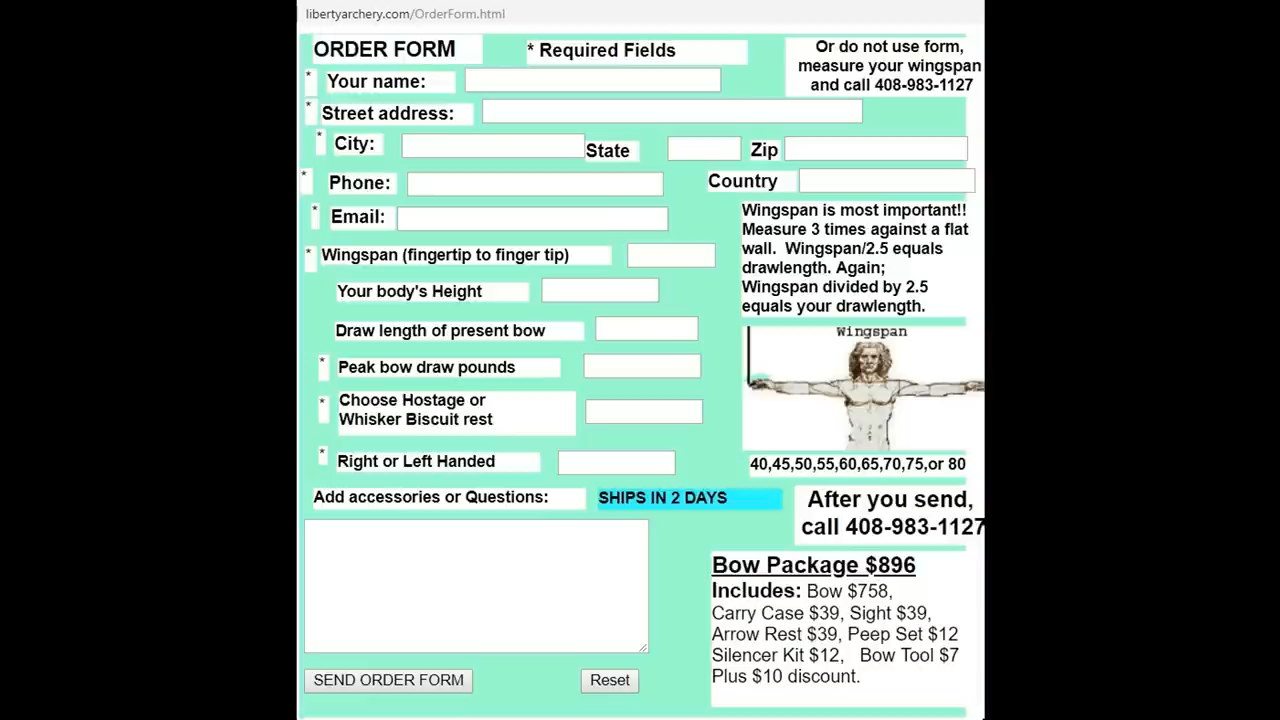 libertyarchery.com/OrderForm.html
ORDER FORM
* Required Fields
Or do not use form,
measure your wingspan
and call 408-983-1127
* Your name:
* Street address:
* City:
State
Zip
* Phone:
Country
* Email:
Wingspan is most important!!
Measure 3 times against a flat
wall. Wingspan/2.5 equals
drawlength. Again;
Wingspan divided by 2.5
equals your drawlength.
* Wingspan (fingertip to finger tip)
Your body's Height
Draw length of present bow
Wingspan
* Peak bow draw pounds
* Choose Hostage or
Whisker Biscuit rest
* Right or Left Handed
40,45,50,55,60,65,70,75,or 80
Add accessories or Questions:
SHIPS IN 2 DAYS
After you send,
call 408-983-1127
Bow Package $896
Includes: Bow $758,
Carry Case $39, Sight $39,
Arrow Rest $39, Peep Set $12
Silencer Kit $12, Bow Tool $7
Plus $10 discount.
SEND ORDER FORM
Reset